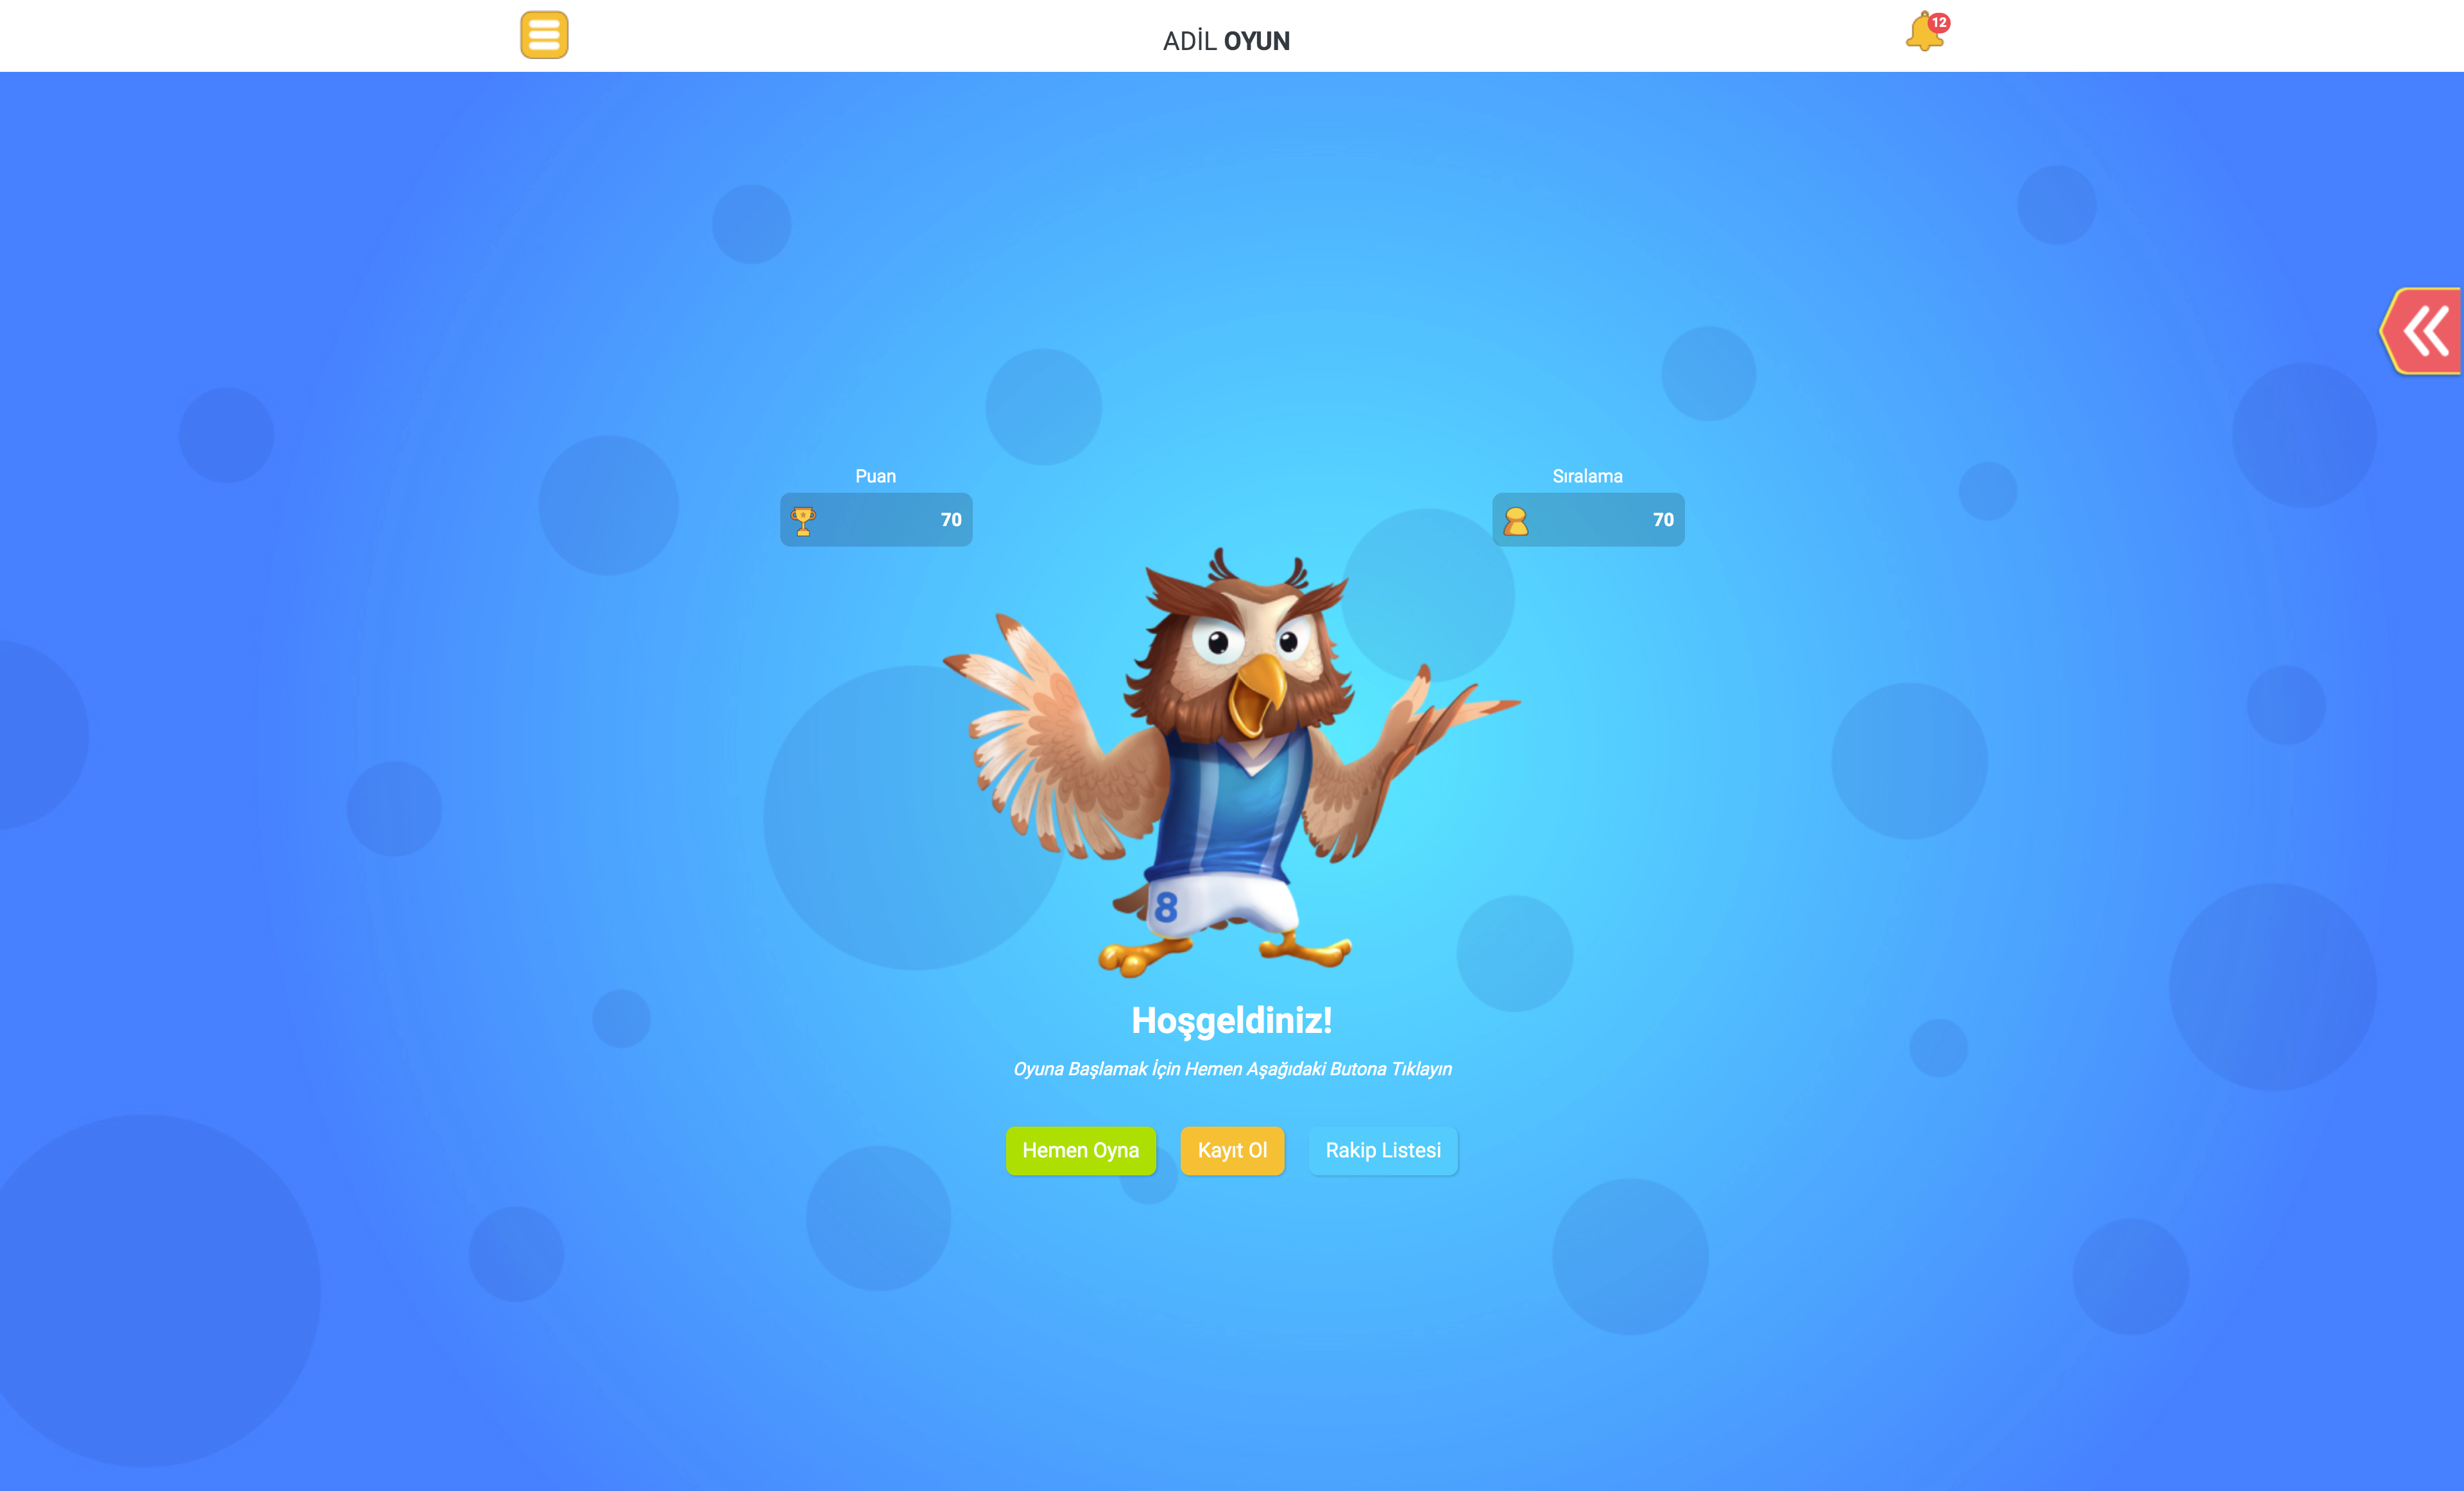 ADİL OYUN
12
Puan
70
Sıralama
70
8
Hoşgeldiniz!
Oyuna Başlamak İçin Hemen Aşağıdaki Butona Tıklayın
Hemen Oyna
Kayıt Ol
Rakip Listesi